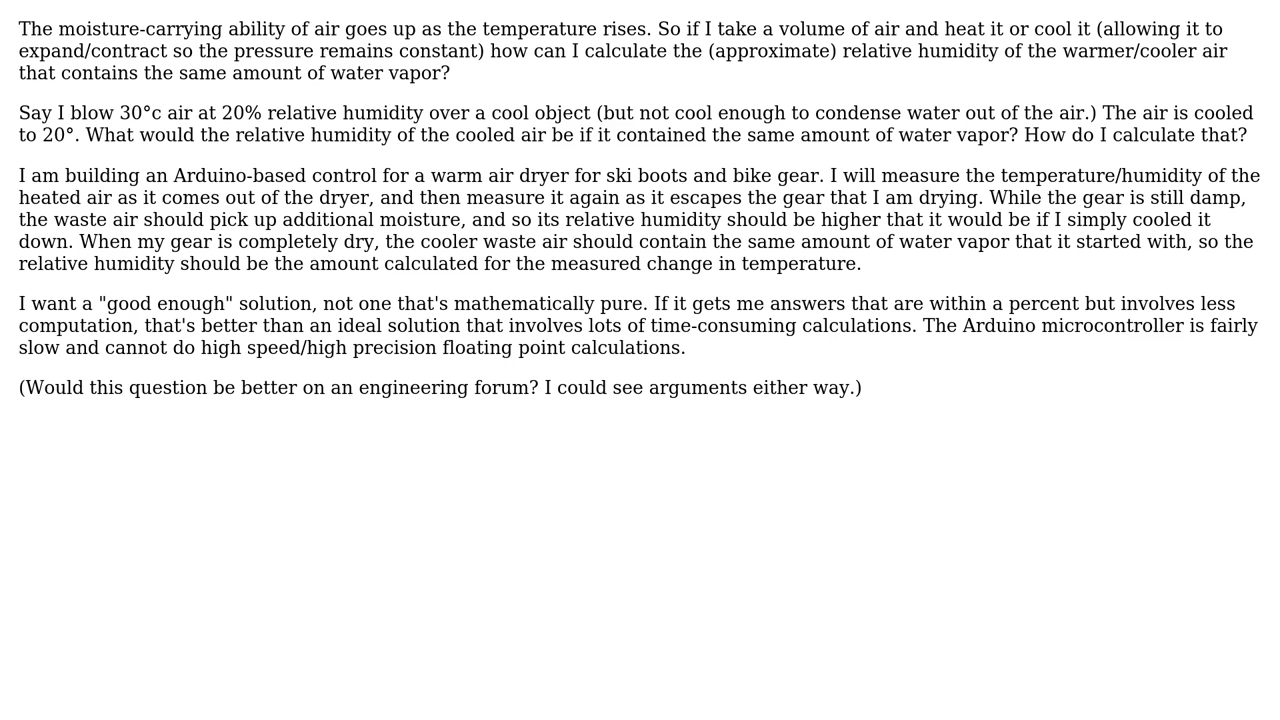 The moisture-carrying ability of air goes up as the temperature rises. So if I take a volume of air and heat it or cool it (allowing it to
expand/contract so the pressure remains constant) how can I calculate the (approximate) relative humidity of the warmer/cooler air
that contains the same amount of water vapor?
Say I blow 30°c air at 20% relative humidity over a cool object (but not cool enough to condense water out of the air.) The air is cooled
to 20°. What would the relative humidity of the cooled air be if it contained the same amount of water vapor? How do I calculate that?
I am building an Arduino-based control for a warm air dryer for ski boots and bike gear. I will measure the temperature/humidity of the
heated air as it comes out of the dryer, and then measure it again as it escapes the gear that I am drying. While the gear is still damp,
the waste air should pick up additional moisture, and so its relative humidity should be higher that it would be if I simply cooled it
down. When my gear is completely dry, the cooler waste air should contain the same amount of water vapor that it started with, so the
relative humidity should be the amount calculated for the measured change in temperature.
I want a "good enough" solution, not one that's mathematically pure. If it gets me answers that are within a percent but involves less
computation, that's better than an ideal solution that involves lots of time-consuming calculations. The Arduino microcontroller is fairly
slow and cannot do high speed/high precision floating point calculations.
(Would this question be better on an engineering forum? I could see arguments either way.)